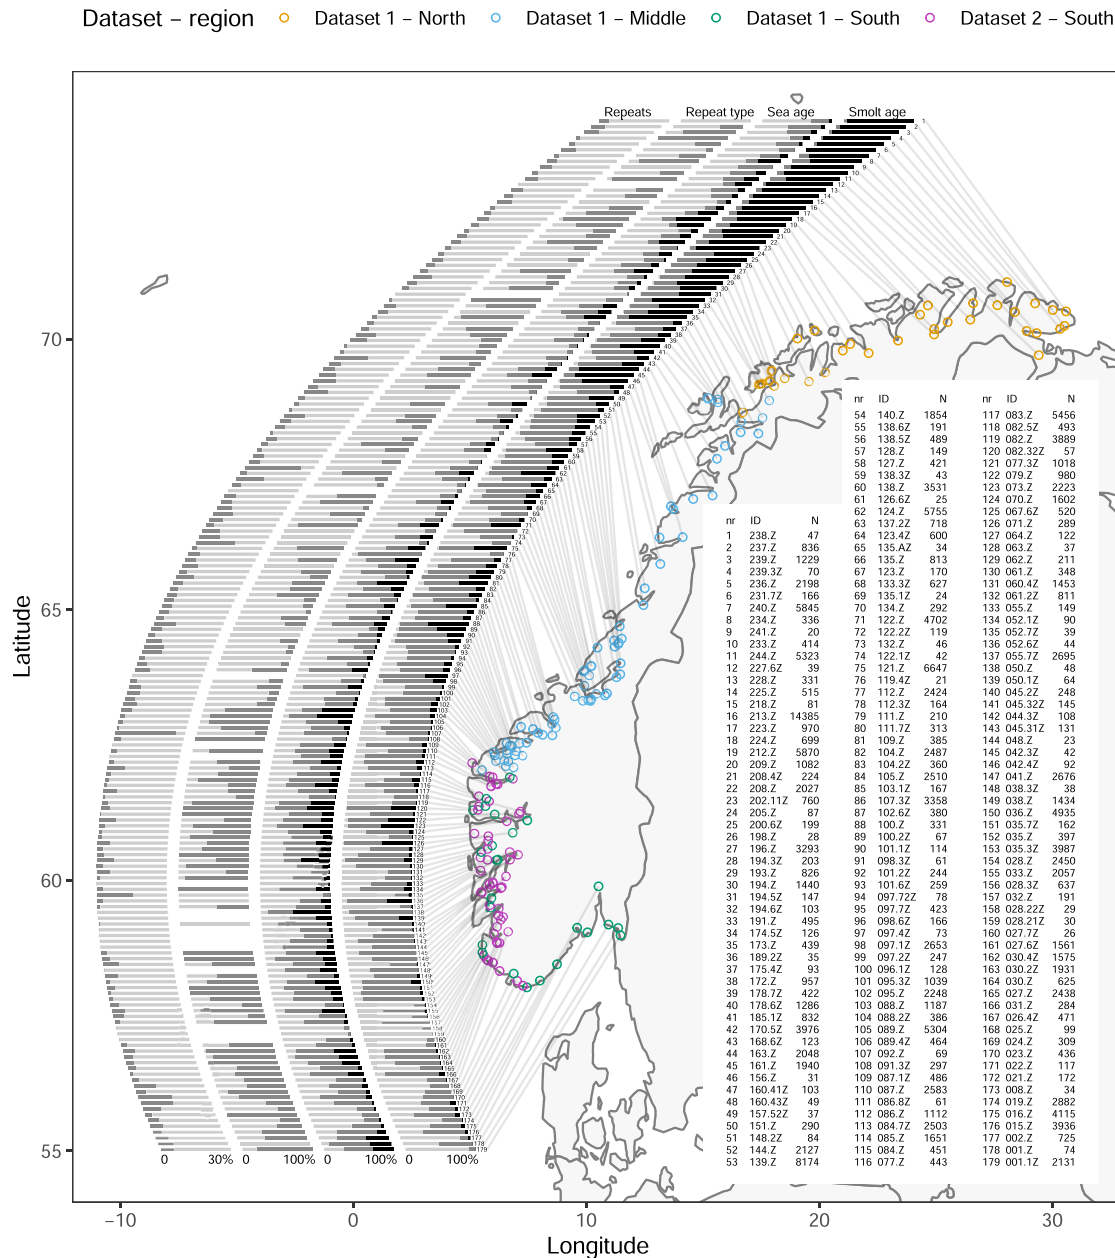 Dataset – region
Dataset 1 – North
Dataset 1 – Middle
Dataset 1 – South
Dataset 2 – South
Repeats
Repeat type
Sea age
Smolt age
Latitude
70
65
60
55
0 30% 0 100% 0 100% 0 100%
−10 0 10 20 30
Longitude
nr ID N
1 238.Z 47
2 237.Z 836
3 239.Z 1229
4 239.3Z 70
5 236.Z 2198
6 231.7Z 166
7 240.Z 5845
8 234.Z 336
9 241.Z 20
10 233.Z 414
11 244.Z 5323
12 227.6Z 39
13 228.Z 331
14 225.Z 515
15 218.Z 81
16 213.Z 14385
17 223.Z 970
18 224.Z 699
19 212.Z 5870
20 209.Z 1082
21 208.4Z 224
22 208.Z 2027
23 202.11Z 760
24 205.Z 87
25 200.6Z 199
26 198.Z 28
27 196.Z 3293
28 194.3Z 203
29 193.Z 826
30 194.Z 1440
31 194.5Z 147
32 194.6Z 103
33 191.Z 495
34 174.5Z 126
35 173.Z 439
36 189.2Z 35
37 175.4Z 93
38 172.Z 957
39 178.7Z 422
40 178.6Z 1286
41 185.1Z 832
42 170.5Z 3976
43 168.6Z 123
44 163.Z 2048
45 161.Z 1940
46 156.Z 31
47 160.41Z 103
48 160.43Z 49
49 157.52Z 37
50 151.Z 290
51 148.2Z 84
52 144.Z 2127
53 139.Z 8174
nr ID N
54 140.Z 1854
55 138.6Z 191
56 138.5Z 489
57 128.Z 149
58 127.Z 421
59 138.3Z 43
60 138.Z 3531
61 126.6Z 25
62 124.Z 5755
63 137.2Z 718
64 123.4Z 600
65 135.AZ 34
66 135.Z 813
67 123.Z 170
68 133.3Z 627
69 135.1Z 24
70 134.Z 292
71 122.Z 4702
72 122.2Z 119
73 132.Z 46
74 122.1Z 42
75 121.Z 6647
76 119.4Z 21
77 112.Z 2424
78 112.3Z 164
79 111.Z 210
80 111.7Z 313
81 109.Z 385
82 104.Z 2487
83 104.2Z 360
84 105.Z 2510
85 103.1Z 167
86 107.3Z 3358
87 102.6Z 380
88 100.Z 331
89 100.2Z 67
90 101.1Z 114
91 098.3Z 61
92 101.2Z 244
93 101.6Z 259
94 097.72Z 78
95 097.7Z 423
96 098.6Z 166
97 097.4Z 73
98 097.1Z 2653
99 097.2Z 247
100 096.1Z 128
101 095.3Z 1039
102 095.Z 2248
103 088.Z 1187
104 088.2Z 386
105 089.Z 5304
106 089.4Z 464
107 092.Z 69
108 091.3Z 297
109 087.1Z 486
110 087.Z 2583
111 086.8Z 61
112 086.Z 1112
113 084.7Z 2503
114 085.Z 1651
115 084.Z 451
116 077.Z 443
nr ID N
117 083.Z 5456
118 082.5Z 493
119 082.Z 3889
120 082.32Z 57
121 077.3Z 1018
122 079.Z 980
123 073.Z 2223
124 070.Z 1602
125 067.6Z 520
126 071.Z 289
127 064.Z 122
128 063.Z 37
129 062.Z 211
130 061.Z 348
131 060.4Z 1453
132 061.2Z 811
133 055.Z 149
134 052.1Z 90
135 052.7Z 39
136 052.6Z 44
137 055.7Z 2695
138 050.Z 48
139 050.1Z 64
140 045.2Z 248
141 045.32Z 145
142 044.3Z 108
143 045.31Z 131
144 048.Z 23
145 042.3Z 42
146 042.4Z 92
147 041.Z 2676
148 038.3Z 38
149 038.Z 1434
150 036.Z 4935
151 035.7Z 162
152 035.Z 397
153 035.3Z 3987
154 028.Z 2450
155 033.Z 2057
156 028.3Z 637
157 032.Z 191
158 028.22Z 29
159 028.21Z 30
160 027.7Z 26
161 027.6Z 1561
162 030.4Z 1575
163 030.2Z 1931
164 030.Z 625
165 027.Z 2438
166 031.Z 284
167 026.4Z 471
168 025.Z 99
169 024.Z 309
170 023.Z 436
171 022.Z 117
172 021.Z 172
173 008.Z 34
174 019.Z 2882
175 016.Z 4115
176 015.Z 3936
177 002.Z 725
178 001.Z 74
179 001.1Z 2131